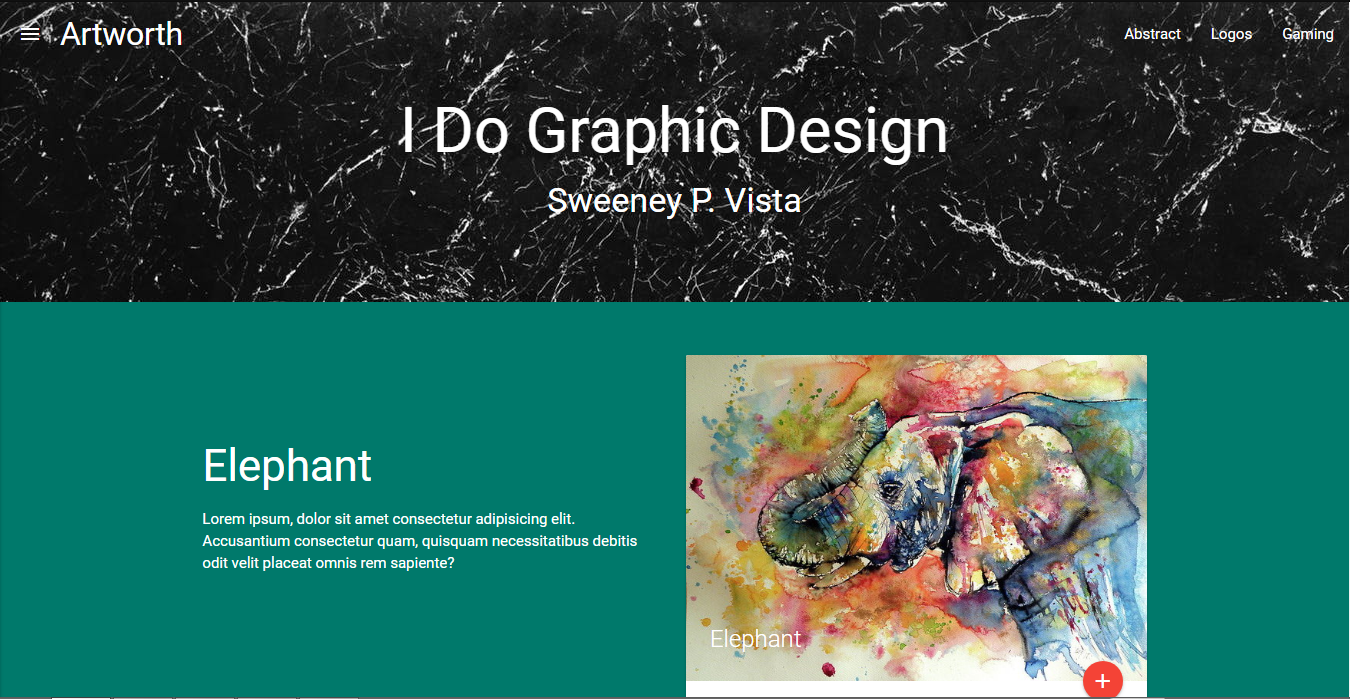 Artworth
Abstract Logos Gaming
I Do Graphic Design
Sweeney P. Vista
Elephant
Lorem ipsum, dolor sit amet consectetur adipisicing elit.
Accusantium consectetur quam, quisquam necessitatibus debitis
odit velit placeat omnis rem sapiente?
Elephant
+